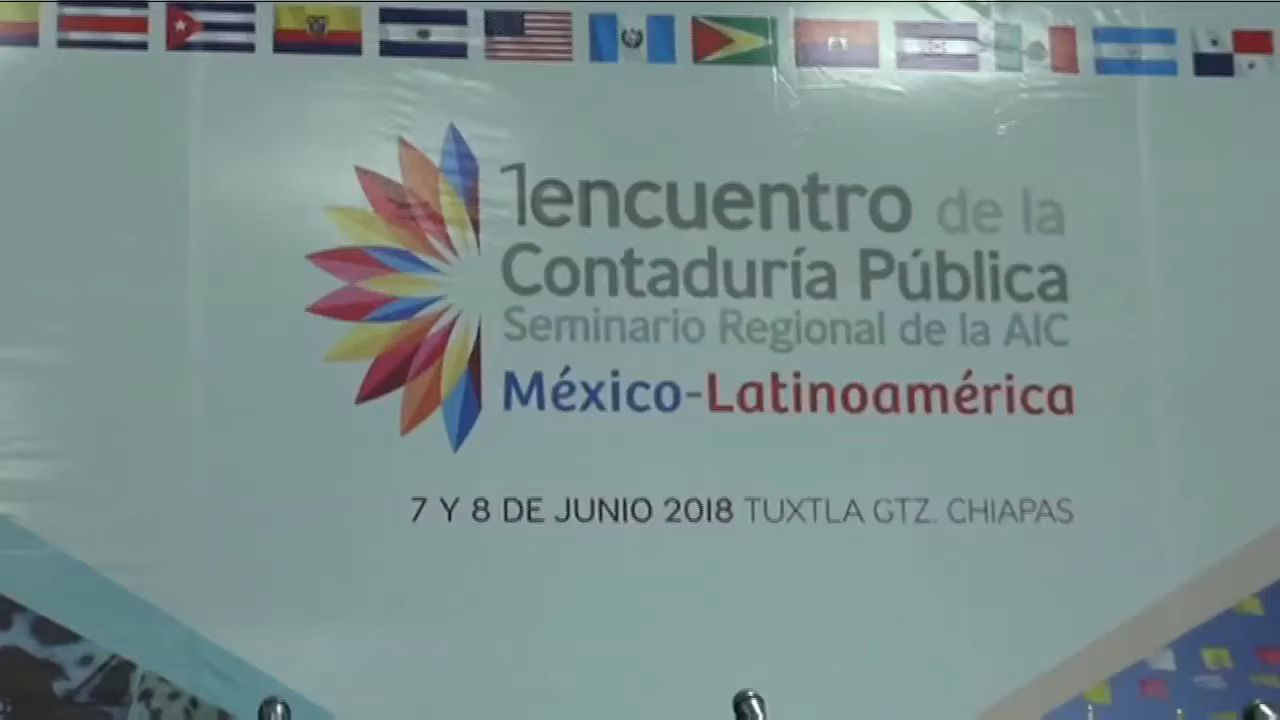 1encuentro de la
Contaduría Pública
Seminario Regional de la AIC
México-Latinoamérica
7 Y 8 DE JUNIO 2018 TUXTLA GTZ. CHIAPAS